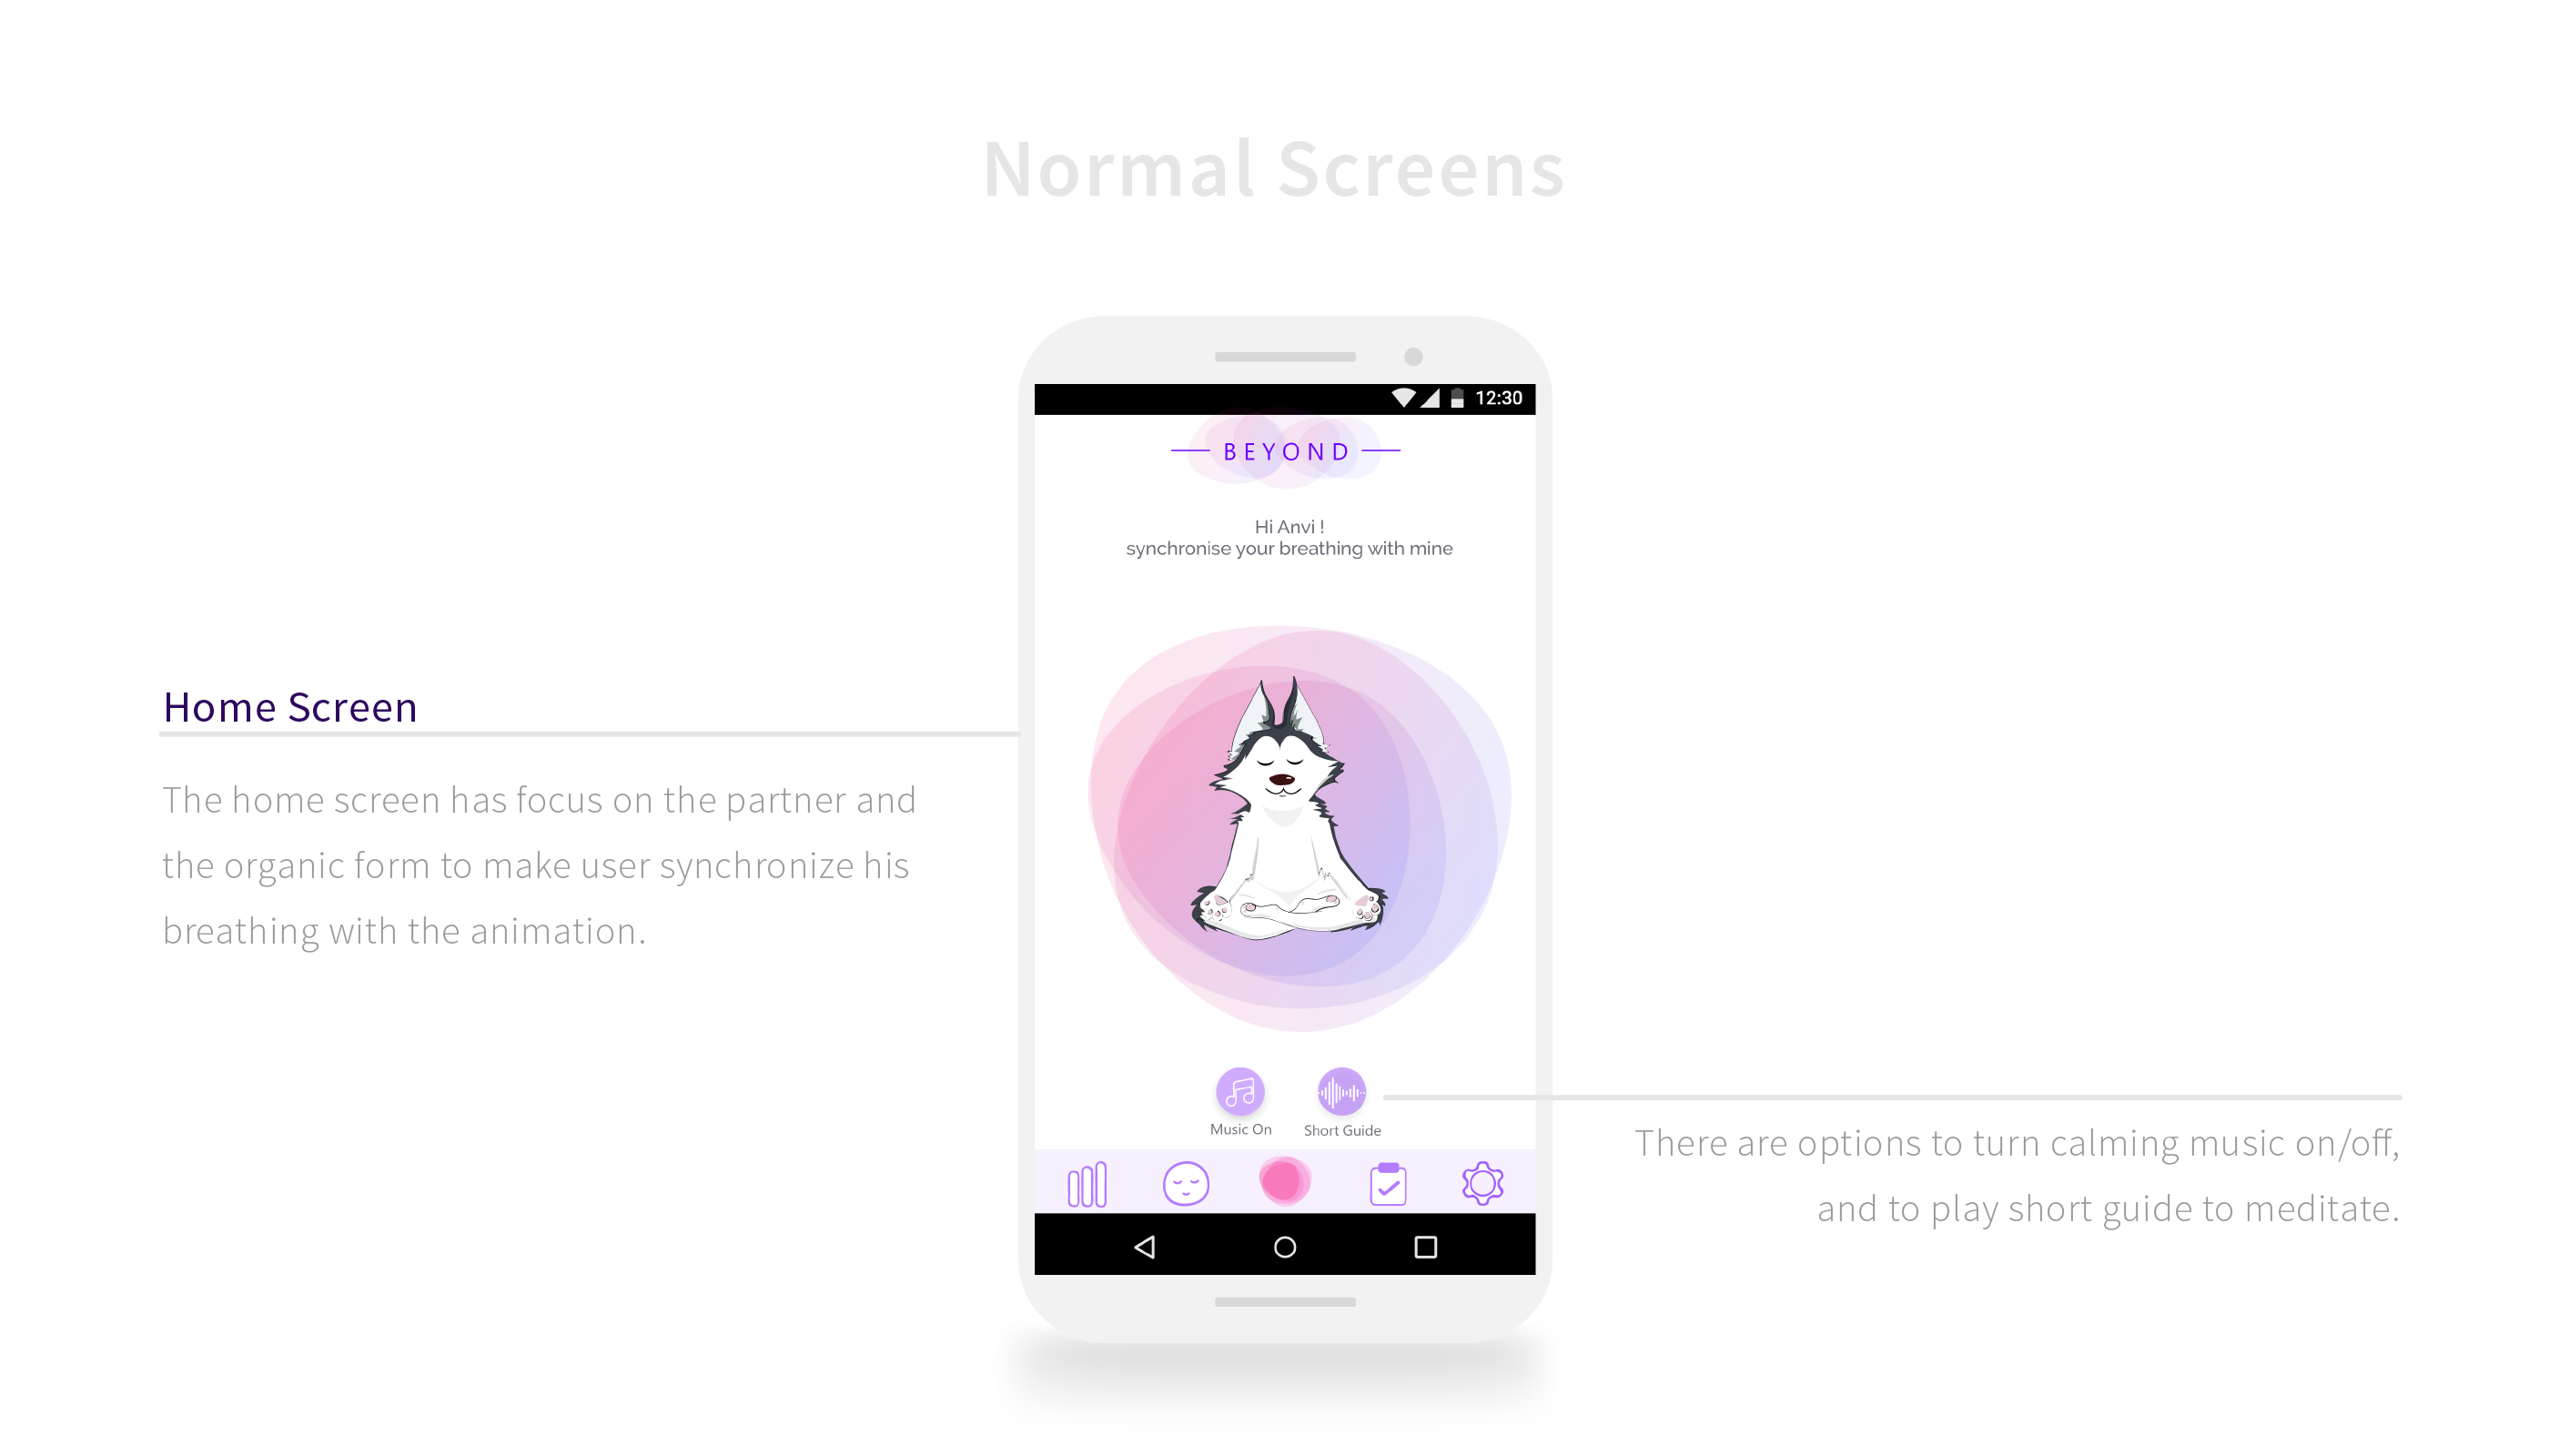 Normal Screens
12:30
BEYOND
Hi Anvi !
synchronise your breathing with mine
Home Screen
The home screen has focus on the partner and
the organic form to make user synchronize his
breathing with the animation.
Music On
Short Guide
There are options to turn calming music on/off,
and to play short guide to meditate.